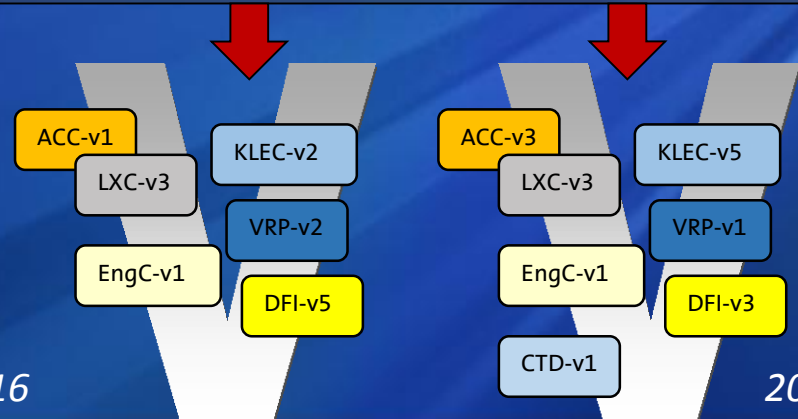 ACC-v1
KLEC-v2
LXC-v3
VRP-v2
EngC-v1
DFI-v5
ACC-v3
KLEC-v5
LXC-v3
VRP-v1
EngC-v1
DFI-v3
CTD-v1
16
20